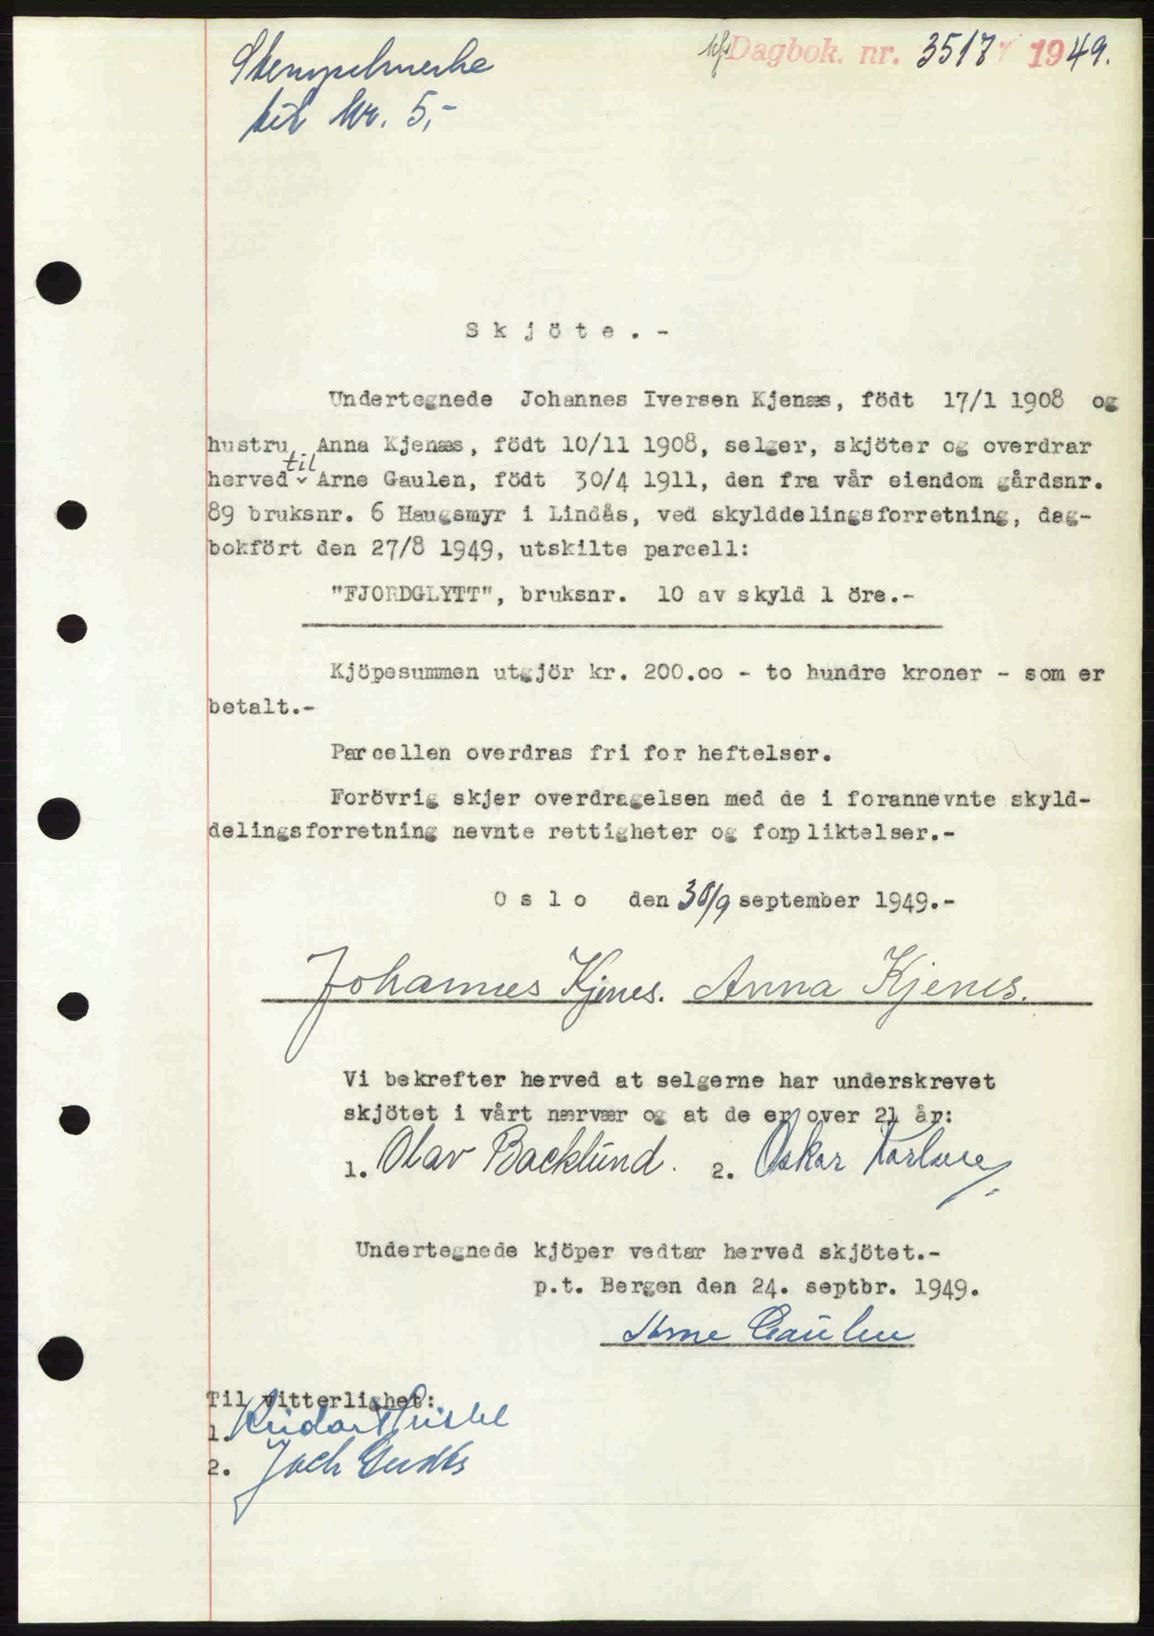 Stempelmerke
til kr. 5,-
Dagbok. nr. 3517 1949.
Skjöte.-
Undertegnede Johannes Iversen Kjenæs, födt 17/1 1908 og
hustru Anna Kjenæs, födt 10/11 1908, selger, skjöter og overdrar
herved til Arne Gaulen, födt 30/4 1911, den fra vår eiendom gårdsnr.
89 bruksnr. 6 Haugsmyr i Lindås, ved skylddelingsforretning, dag-
bokfört den 27/8 1949, utskilte parcell:
"FJORDGLYTT", bruksnr. 10 av skyld 1 öre.-
Kjöpesummen utgjör kr. 200.oo - to hundre kroner - som er
betalt.-
Parcellen overdras fri for heftelser.
Forövrig skjer overdragelsen med de i forannevnte skyld-
delingsforretning nevnte rettigheter og forpliktelser.-
Oslo den september 1949.-
Johannes Kjenes. Anna Kjenes.
Vi bekrefter herved at selgerne har underskrevet
skjötet i vårt nærvær og at de er over 21 år:
1. Olav Backlund. 2. Oskar Karlsen
Undertegnede kjöper vedtar herved skjötet.-
p.t. Bergen den 24. septbr. 1949.
Arne Gaulen
Til vitterlighet:
1. Reidar
2. Jach